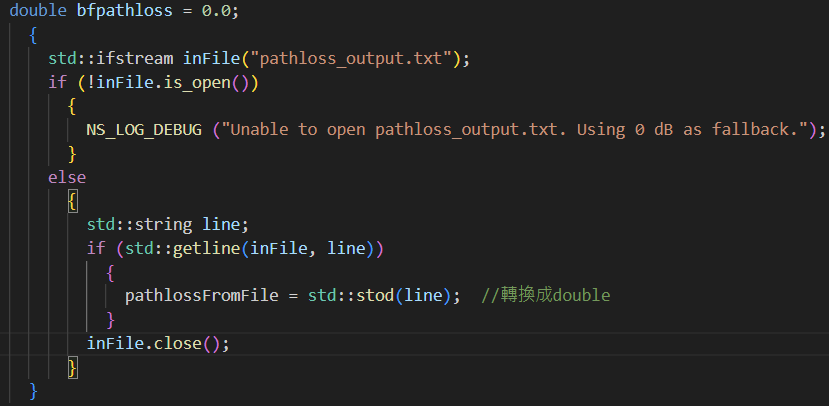 double bfpathloss = 0.0;
{
std::ifstream inFile("pathloss_output.txt");
if (!inFile.is_open())
{
NS_LOG_DEBUG ("Unable to open pathloss_output.txt. Using 0 dB as fallback.");
}
else
{
std::string line;
if (std::getline(inFile, line))
{
pathlossFromFile = std::stod(line);  //轉換成double
}
inFile.close();
}
}